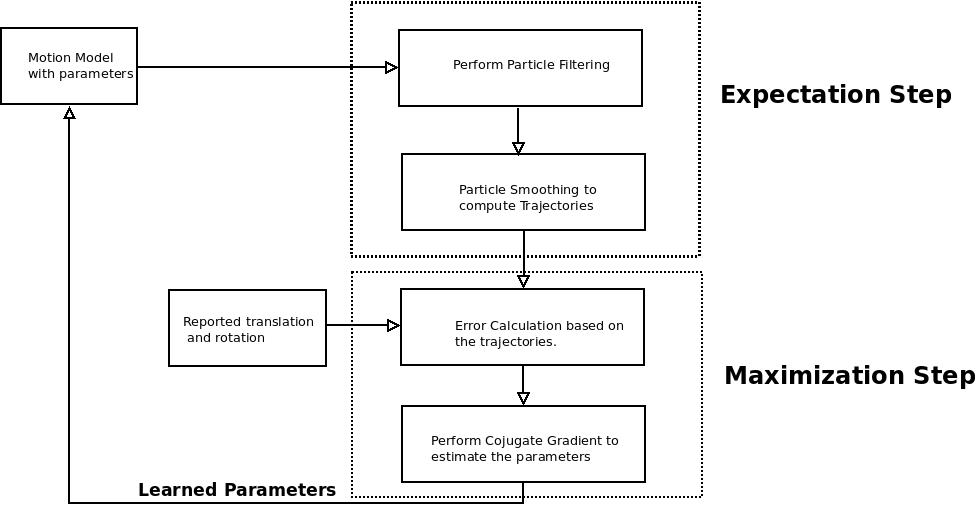 Motion Model
with parameters
Perform Particle Filtering
Expectation Step
Particle Smoothing to
compute Trajectories
Reported translation
and rotation
Error Calculation based on
the trajectories.
Maximization Step
Perform Cojugate Gradient to
estimate the parameters
Learned Parameters